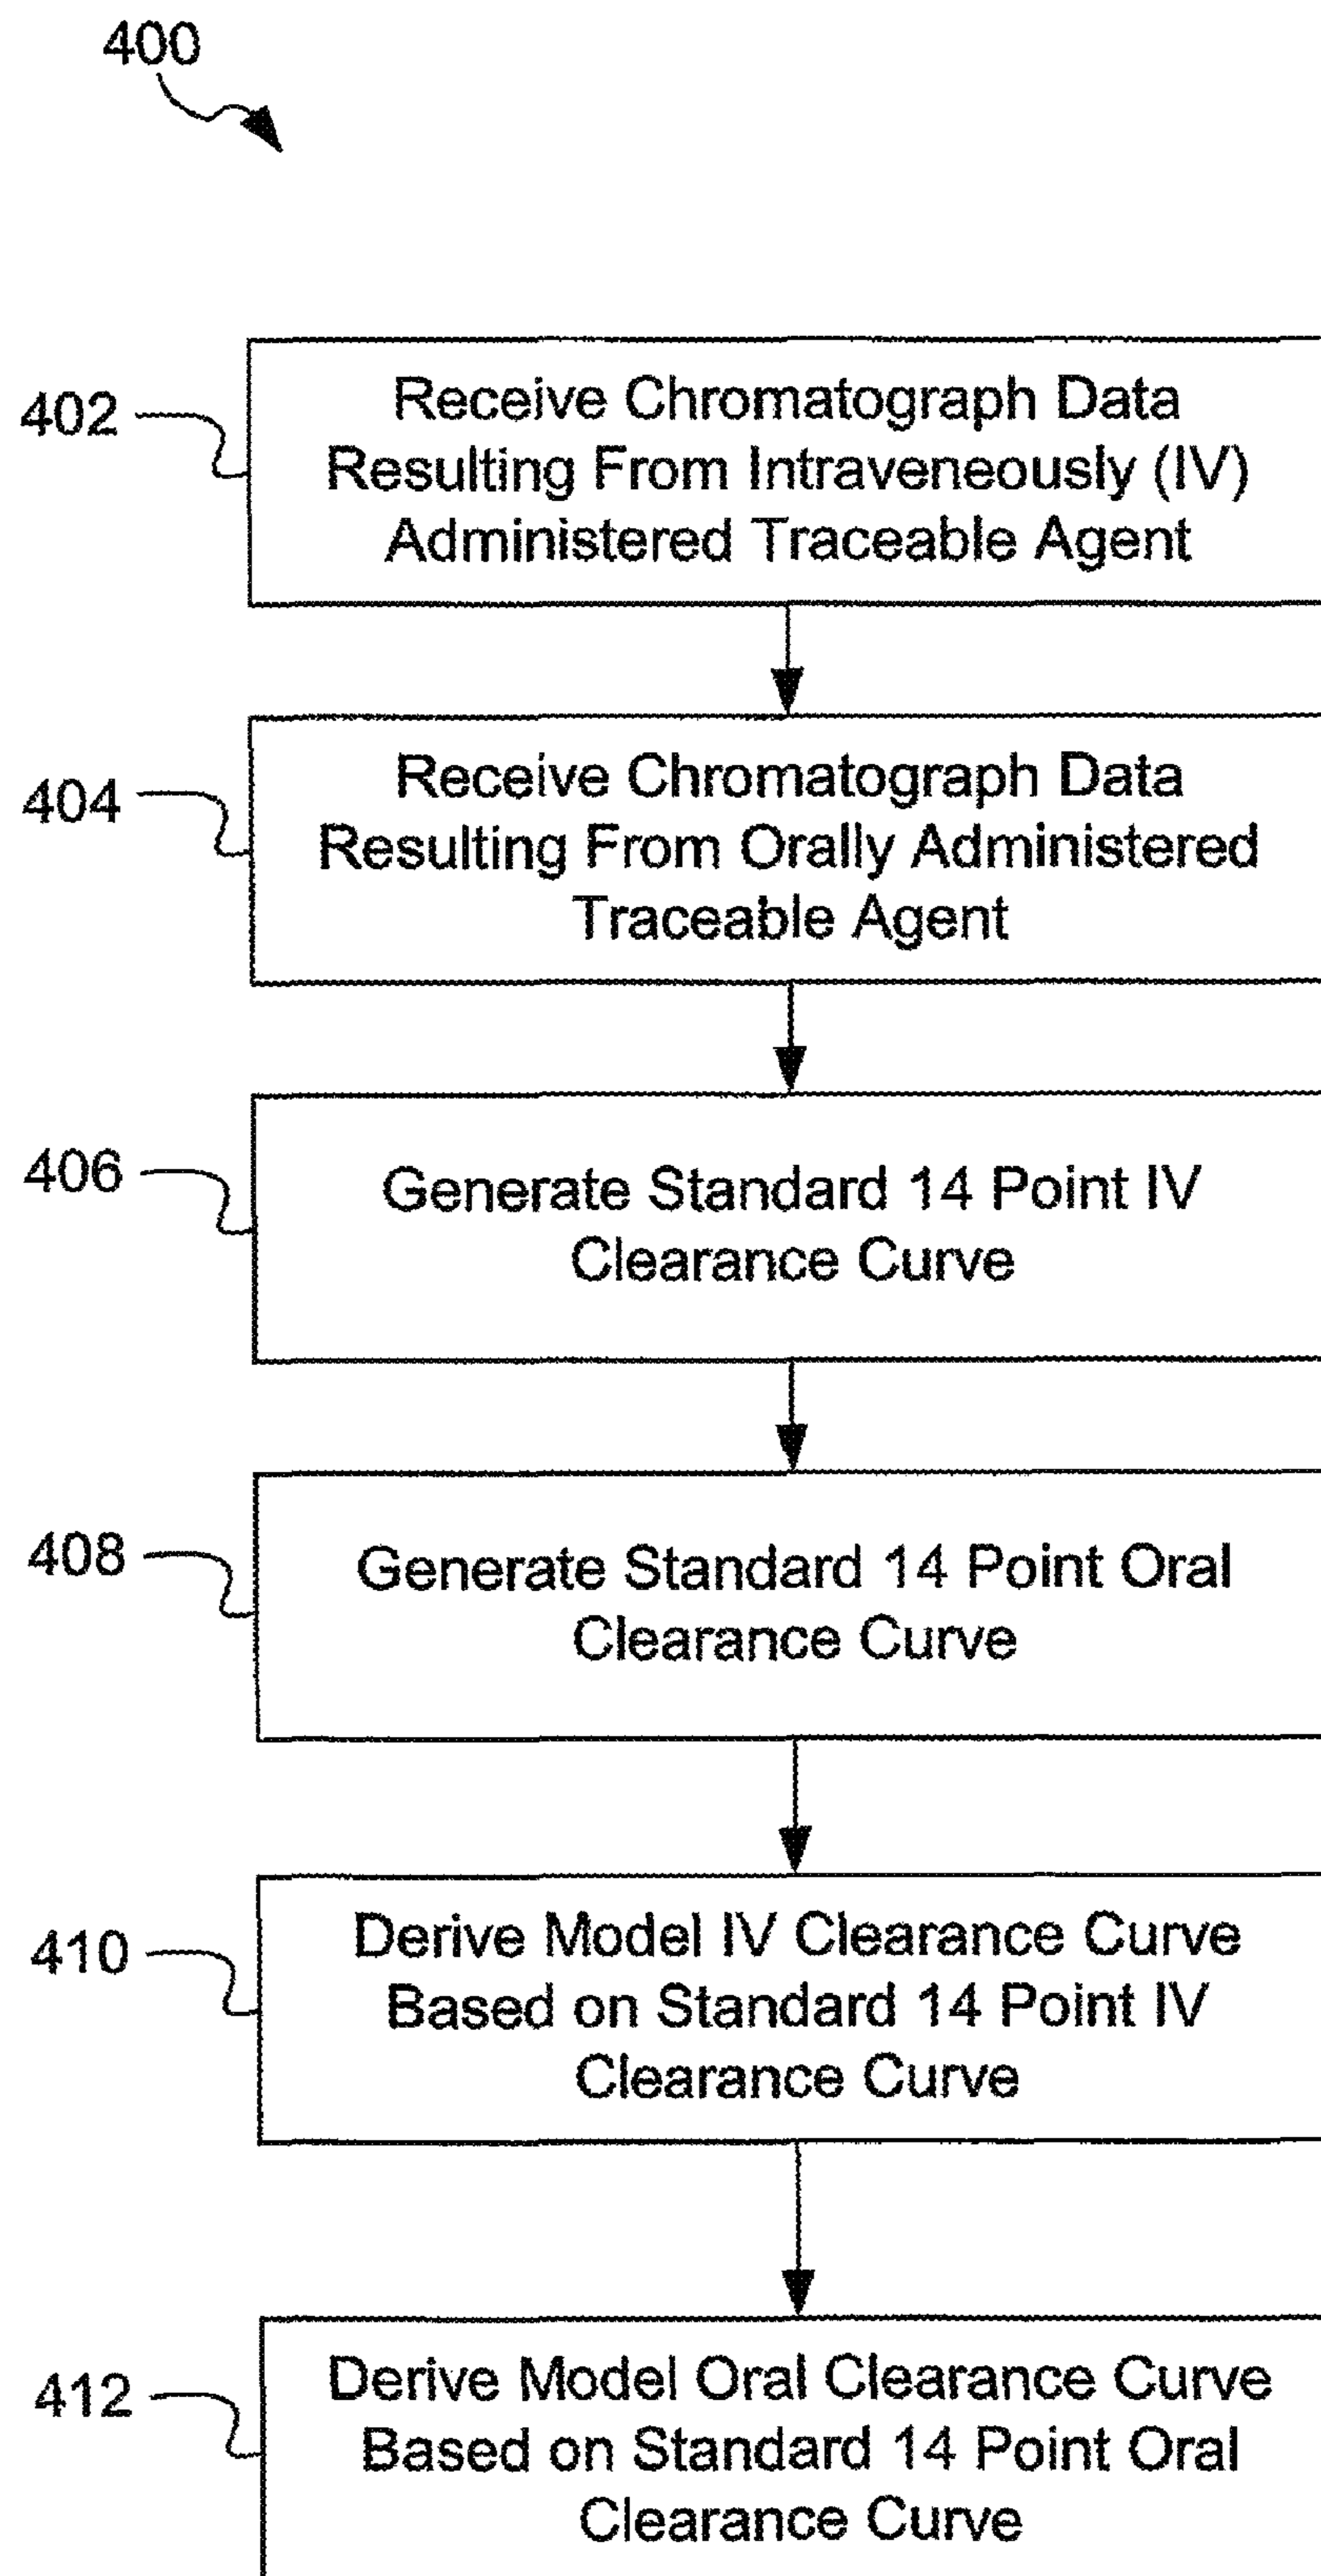 400
402
Receive Chromatograph Data
Resulting From Intraveneously (IV)
Administered Traceable Agent
404
Receive Chromatograph Data
Resulting From Orally Administered
Traceable Agent
406
Generate Standard 14 Point IV
Clearance Curve
408
Generate Standard 14 Point Oral
Clearance Curve
410
Derive Model IV Clearance Curve
Based on Standard 14 Point IV
Clearance Curve
412
Derive Model Oral Clearance Curve
Based on Standard 14 Point Oral
Clearance Curve